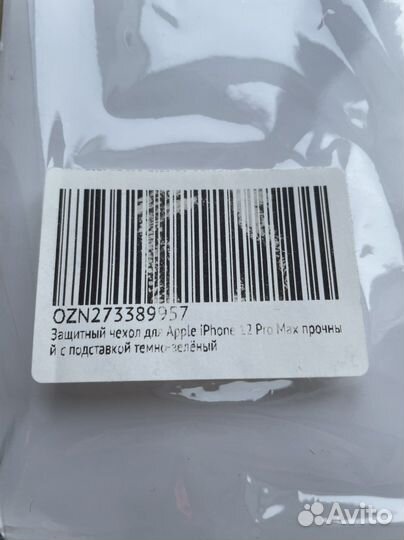 OZN273389957
Защитный чехол для Apple iPhone 12 Pro Max прочны
й с подставкой темно-зелёный
Avito